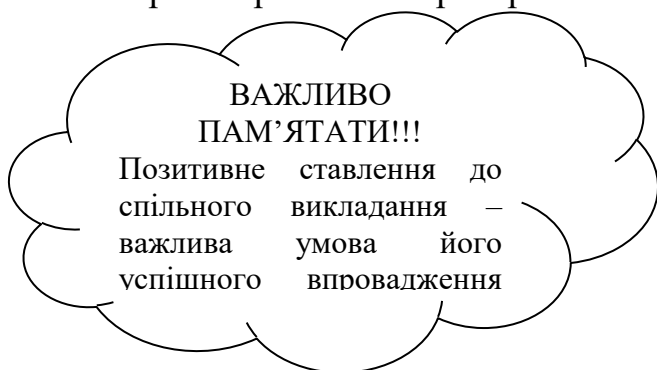 ВАЖЛИВО
ПАМ’ЯТАТИ!!!
Позитивне ставлення до
спільного викладання –
важлива умова його
успішного впровадження